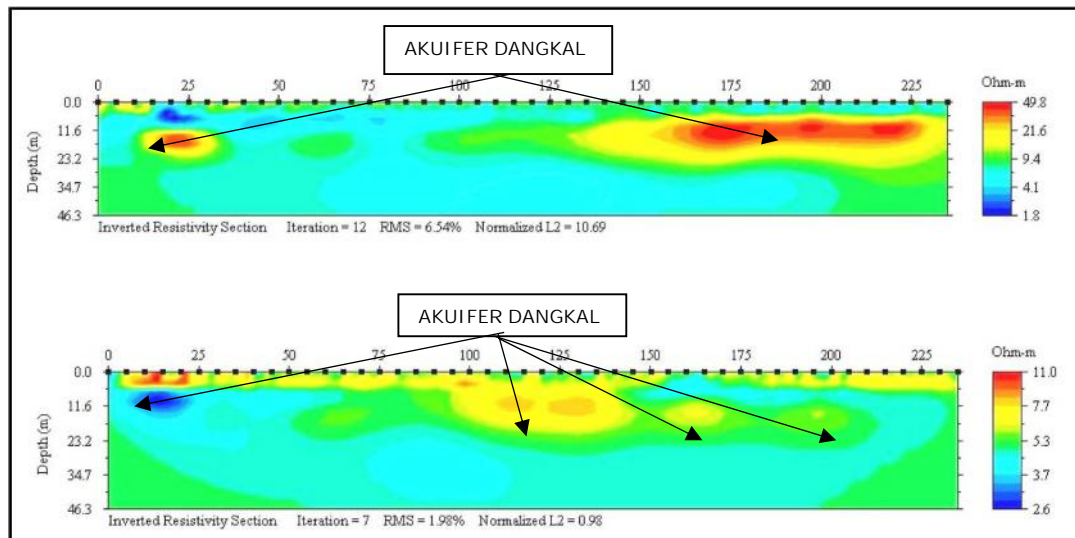 AKUIFER DANGKAL
0 25 50 75 100 125 150 175 200 225
Ohm-m
0.0
11.6
23.2
34.7
46.3
Depth (m)
49.8
21.6
9.4
4.1
1.8
Inverted Resistivity Section Iteration = 12 RMS = 6.54% Normalized L2 = 10.69
AKUIFER DANGKAL
0 25 50 75 100 125 150 175 200 225
Ohm-m
0.0
11.6
23.2
34.7
46.3
Depth (m)
11.0
7.7
5.3
3.7
2.6
Inverted Resistivity Section Iteration = 7 RMS = 1.98% Normalized L2 = 0.98